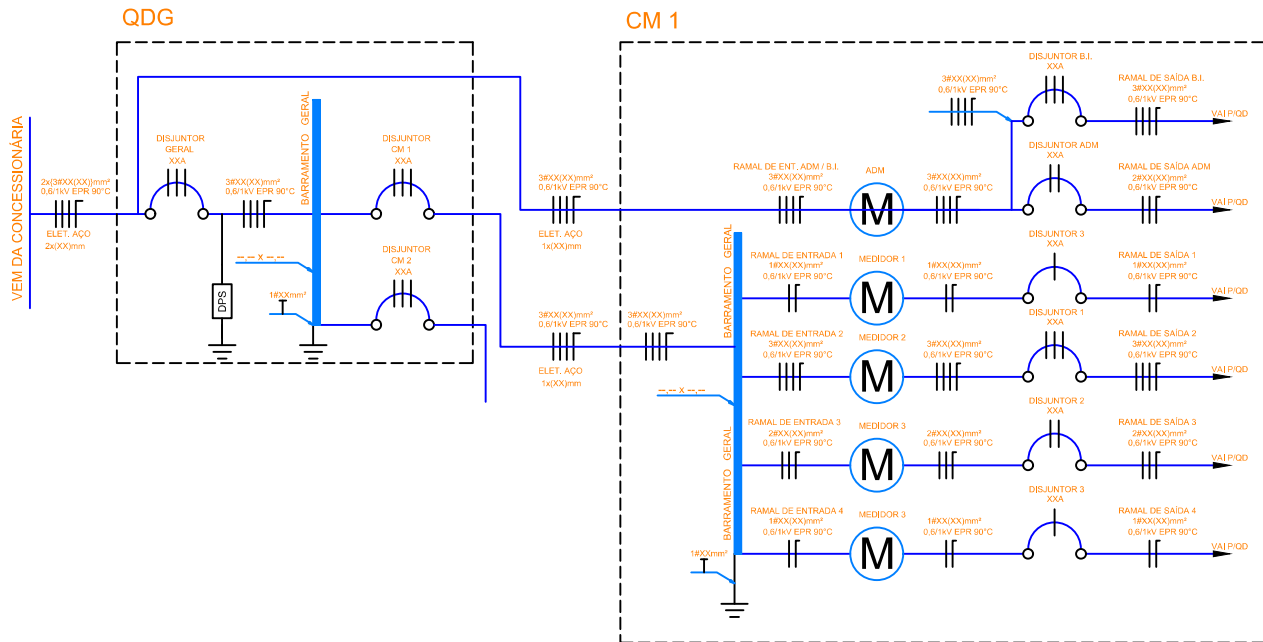 QDG
CM 1
VEM DA CONCESSIONÁRIA
2x(3#XX(XX))mm²
0,6/1kV EPR 90°C
ELET. AÇO
2x(XX)mm
DISJUNTOR
GERAL
XXA
3#XX(XX)mm²
0,6/1kV EPR 90°C
DPS
BARRAMENTO GERAL
--,-- x --,--
1#XXmm²
DISJUNTOR
CM 1
XXA
DISJUNTOR
CM 2
XXA
3#XX(XX)mm²
0,6/1kV EPR 90°C
ELET. AÇO
1x(XX)mm
3#XX(XX)mm²
0,6/1kV EPR 90°C
ELET. AÇO
1x(XX)mm
3#XX(XX)mm²
0,6/1kV EPR 90°C
BARRAMENTO GERAL
BARRAMENTO GERAL
--,-- x --,--
1#XXmm²
3#XX(XX)mm²
0,6/1kV EPR 90°C
DISJUNTOR B.I.
XXA
RAMAL DE SAÍDA B.I.
3#XX(XX)mm²
0,6/1kV EPR 90°C
VAI P/QD
RAMAL DE ENT. ADM / B.I.
3#XX(XX)mm²
0,6/1kV EPR 90°C
ADM
M
3#XX(XX)mm²
0,6/1kV EPR 90°C
DISJUNTOR ADM
XXA
RAMAL DE SAÍDA ADM
2#XX(XX)mm²
0,6/1kV EPR 90°C
VAI P/QD
RAMAL DE ENTRADA 1
1#XX(XX)mm²
0,6/1kV EPR 90°C
MEDIDOR 1
M
1#XX(XX)mm²
0,6/1kV EPR 90°C
DISJUNTOR 3
XXA
RAMAL DE SAÍDA 1
1#XX(XX)mm²
0,6/1kV EPR 90°C
VAI P/QD
RAMAL DE ENTRADA 2
3#XX(XX)mm²
0,6/1kV EPR 90°C
MEDIDOR 2
M
3#XX(XX)mm²
0,6/1kV EPR 90°C
DISJUNTOR 1
XXA
RAMAL DE SAÍDA 2
3#XX(XX)mm²
0,6/1kV EPR 90°C
VAI P/QD
RAMAL DE ENTRADA 3
2#XX(XX)mm²
0,6/1kV EPR 90°C
MEDIDOR 3
M
2#XX(XX)mm²
0,6/1kV EPR 90°C
DISJUNTOR 2
XXA
RAMAL DE SAÍDA 3
2#XX(XX)mm²
0,6/1kV EPR 90°C
VAI P/QD
RAMAL DE ENTRADA 4
1#XX(XX)mm²
0,6/1kV EPR 90°C
MEDIDOR 3
M
1#XX(XX)mm²
0,6/1kV EPR 90°C
DISJUNTOR 3
XXA
RAMAL DE SAÍDA 4
1#XX(XX)mm²
0,6/1kV EPR 90°C
VAI P/QD